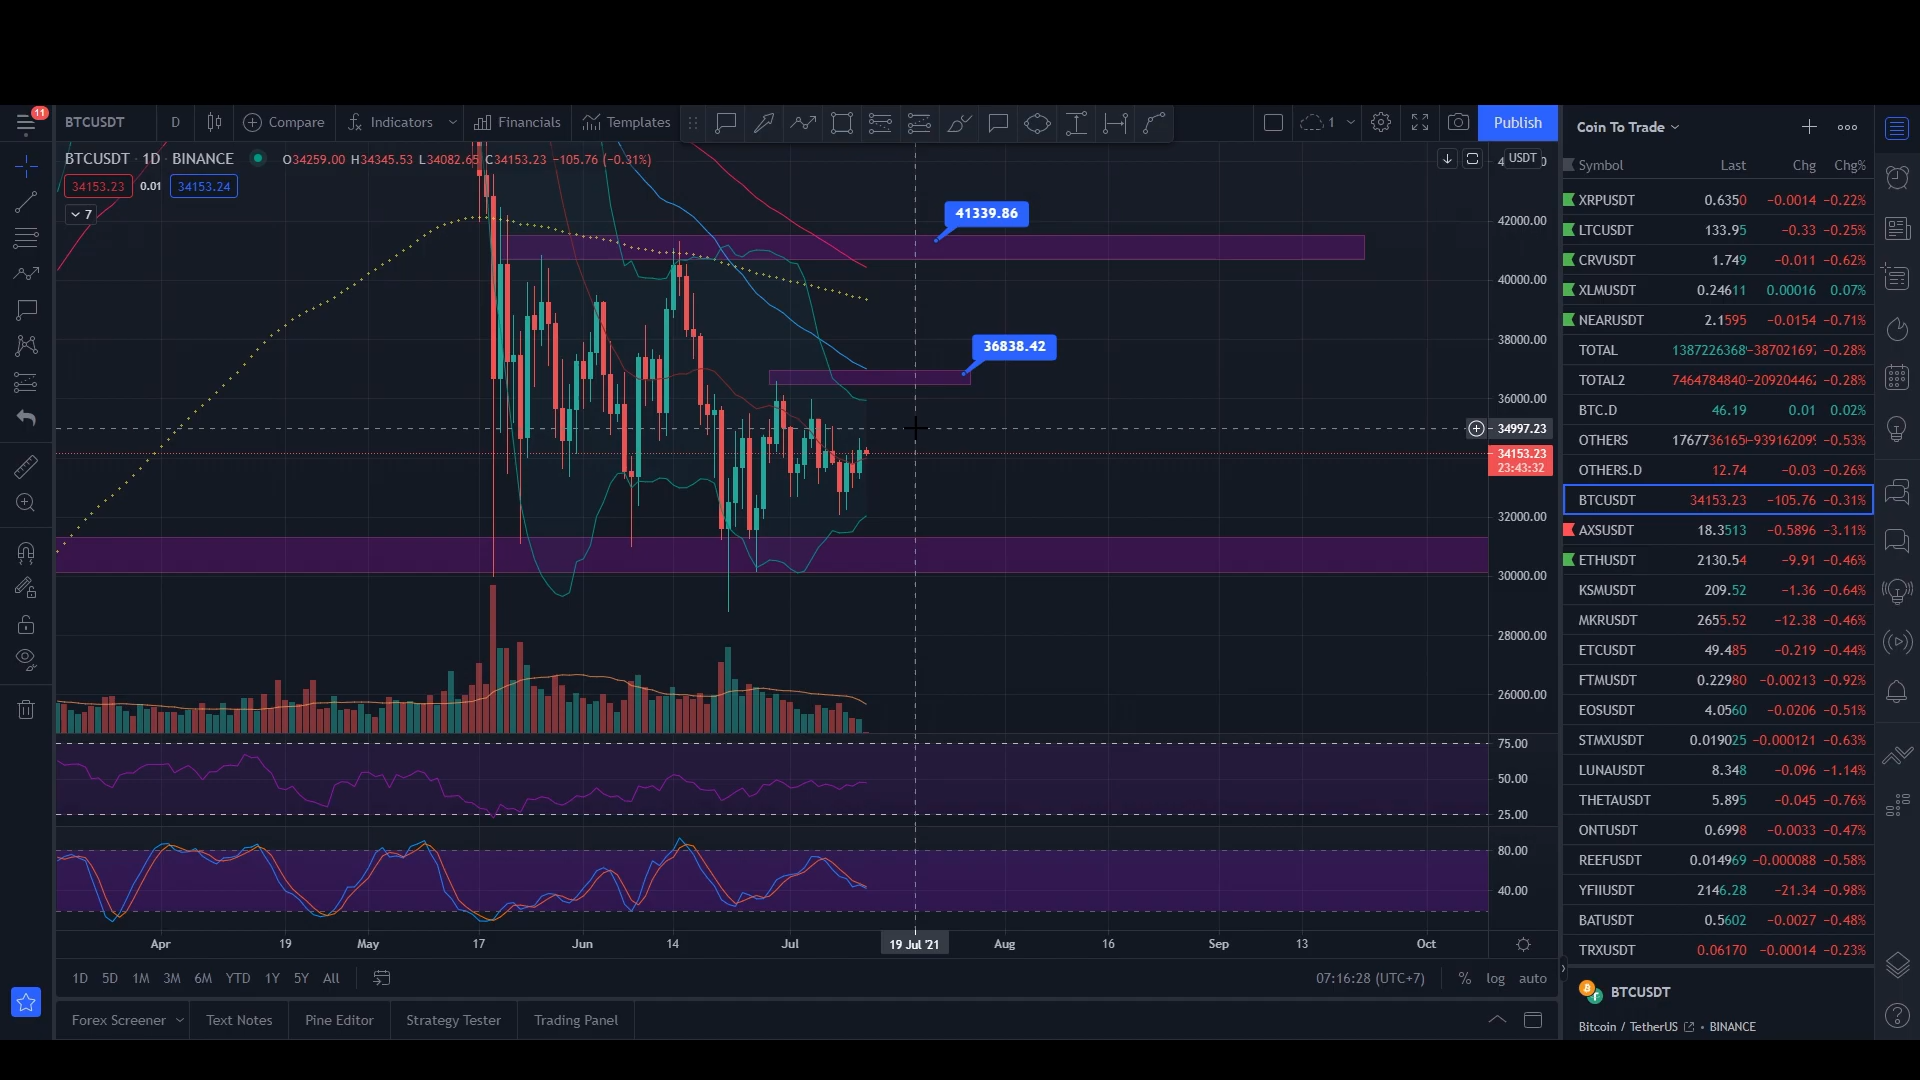 11
BTCUSDT D Compare Indicators Financials Templates 1 Publish
BTCUSDT · 1D · BINANCE O34259.00 H34345.53 L34082.65 C34153.23 −105.76 (−0.31%)
34153.23 0.01 34153.24
7
USDT
42000.00
40000.00
38000.00
36000.00
34997.23
34153.23
23:43:32
32000.00
30000.00
28000.00
26000.00
41339.86
36838.42
75.00
50.00
25.00
80.00
40.00
Apr 19 May 17 Jun 14 Jul 19 Jul '21 Aug 16 Sep 13 Oct
1D 5D 1M 3M 6M YTD 1Y 5Y All 07:16:28 (UTC+7) % log auto
Forex Screener Text Notes Pine Editor Strategy Tester Trading Panel
Coin To Trade
Symbol Last Chg Chg%
XRPUSDT 0.6350 −0.0014 −0.22%
LTCUSDT 133.95 −0.33 −0.25%
CRVUSDT 1.749 −0.011 −0.62%
XLMUSDT 0.24611 0.00016 0.07%
NEARUSDT 2.1595 −0.0154 −0.71%
TOTAL −0.28%
TOTAL2 −0.28%
BTC.D 46.19 0.01 0.02%
OTHERS −0.53%
OTHERS.D 12.74 −0.03 −0.26%
BTCUSDT 34153.23 −105.76 −0.31%
AXSUSDT 18.3513 −0.5896 −3.11%
ETHUSDT 2130.54 −9.91 −0.46%
KSMUSDT 209.52 −1.36 −0.64%
MKRUSDT 2655.52 −12.38 −0.46%
ETCUSDT 49.485 −0.219 −0.44%
FTMUSDT 0.22980 −0.00213 −0.92%
EOSUSDT 4.0560 −0.0206 −0.51%
STMXUSDT 0.019025 −0.000121 −0.63%
LUNAUSDT 8.348 −0.096 −1.14%
THETAUSDT 5.895 −0.045 −0.76%
ONTUSDT 0.6998 −0.0033 −0.47%
REEFUSDT 0.014969 −0.000088 −0.58%
YFIIUSDT 2146.28 −21.34 −0.98%
BATUSDT 0.5602 −0.0027 −0.48%
TRXUSDT 0.06170 −0.00014 −0.23%
BTCUSDT
Bitcoin / TetherUS • BINANCE